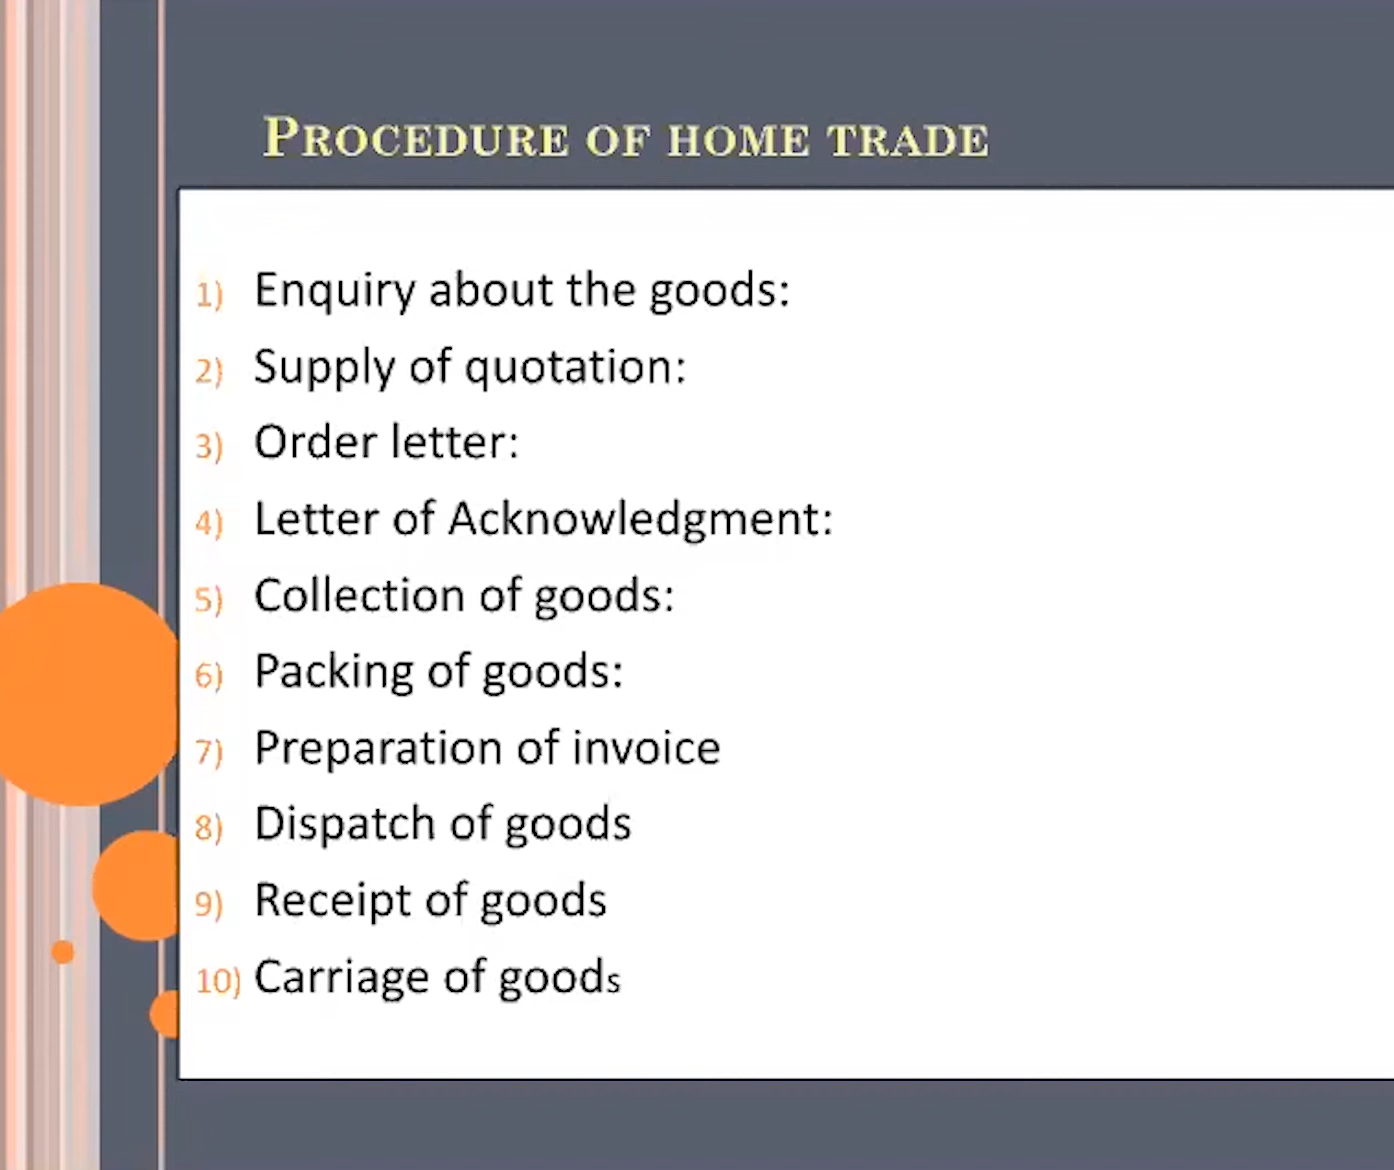 PROCEDURE OF HOME TRADE
1) Enquiry about the goods:
2) Supply of quotation:
3) Order letter:
4) Letter of Acknowledgment:
5) Collection of goods:
6) Packing of goods:
7) Preparation of invoice
8) Dispatch of goods
9) Receipt of goods
10) Carriage of goods